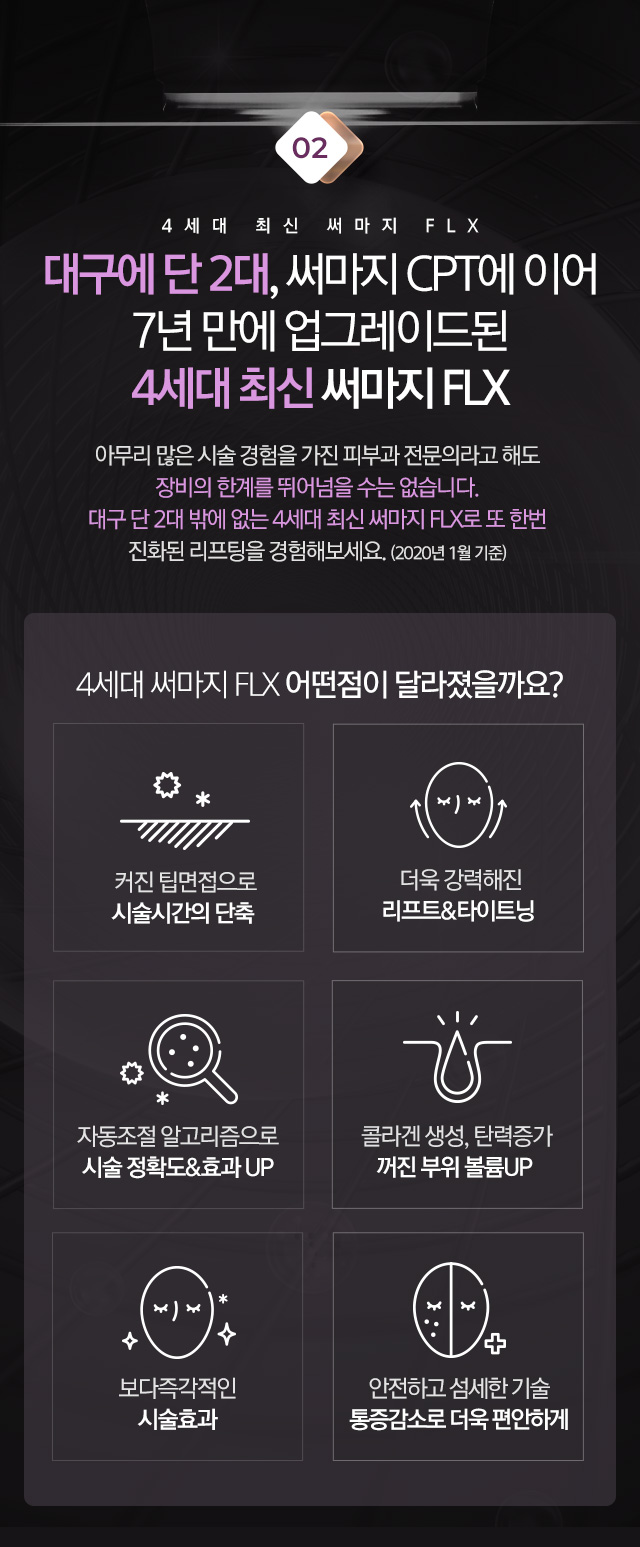 02
4세대 최신 써마지 FLX
대구에 단 2대, 써마지 CPT에 이어
7년 만에 업그레이드된
4세대 최신 써마지 FLX
아무리 많은 시술 경험을 가진 피부과 전문의라고 해도
장비의 한계를 뛰어넘을 수는 없습니다.
대구 단 2대 밖에 없는 4세대 최신 써마지 FLX로 또 한번
진화된 리프팅을 경험해보세요. (2020년 1월 기준)
4세대 써마지 FLX 어떤점이 달라졌을까요?
커진 팁면접으로
시술시간의 단축
더욱 강력해진
리프트&타이트닝
자동조절 알고리즘으로
시술 정확도&효과 UP
콜라겐 생성, 탄력증가
꺼진 부위 볼륨UP
보다즉각적인
시술효과
안전하고 섬세한 기술
통증감소로 더욱 편안하게